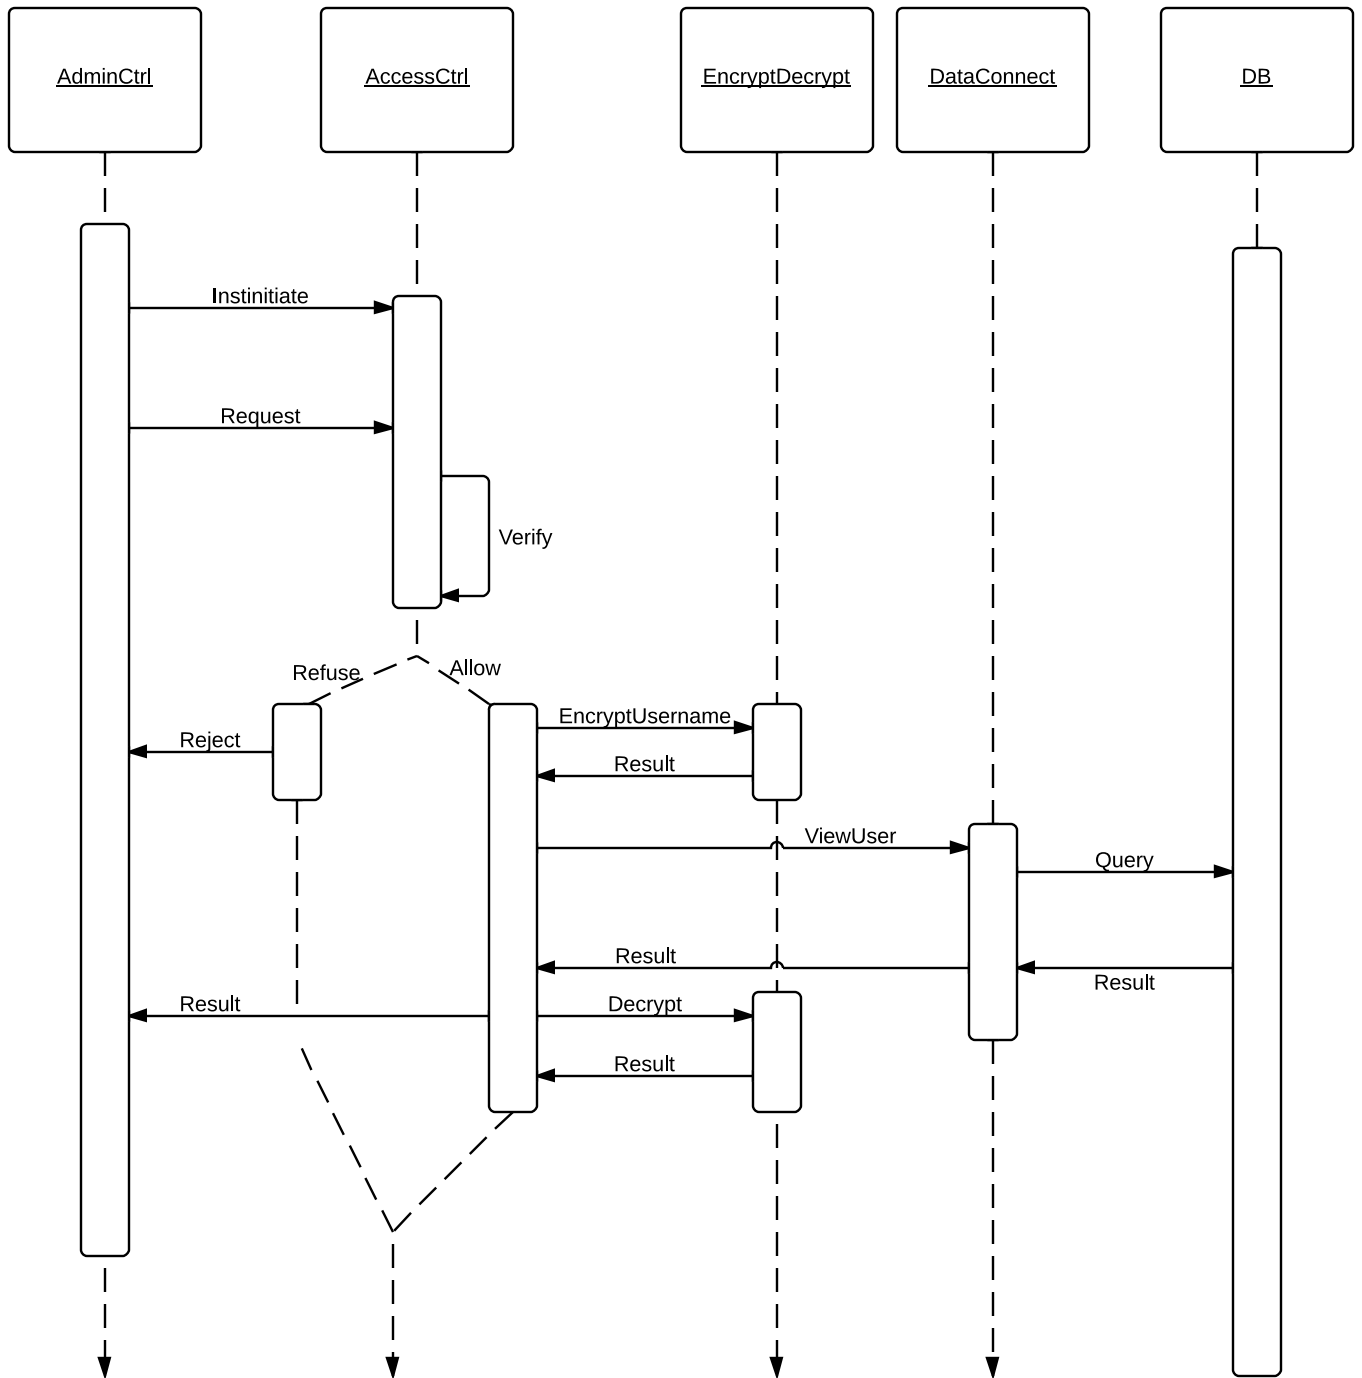 AdminCtrl
AccessCtrl
EncryptDecrypt
DataConnect
DB
Instinitiate
Request
Verify
Refuse
Allow
EncryptUsername
Reject
Result
ViewUser
Query
Result
Result
Result
Decrypt
Result